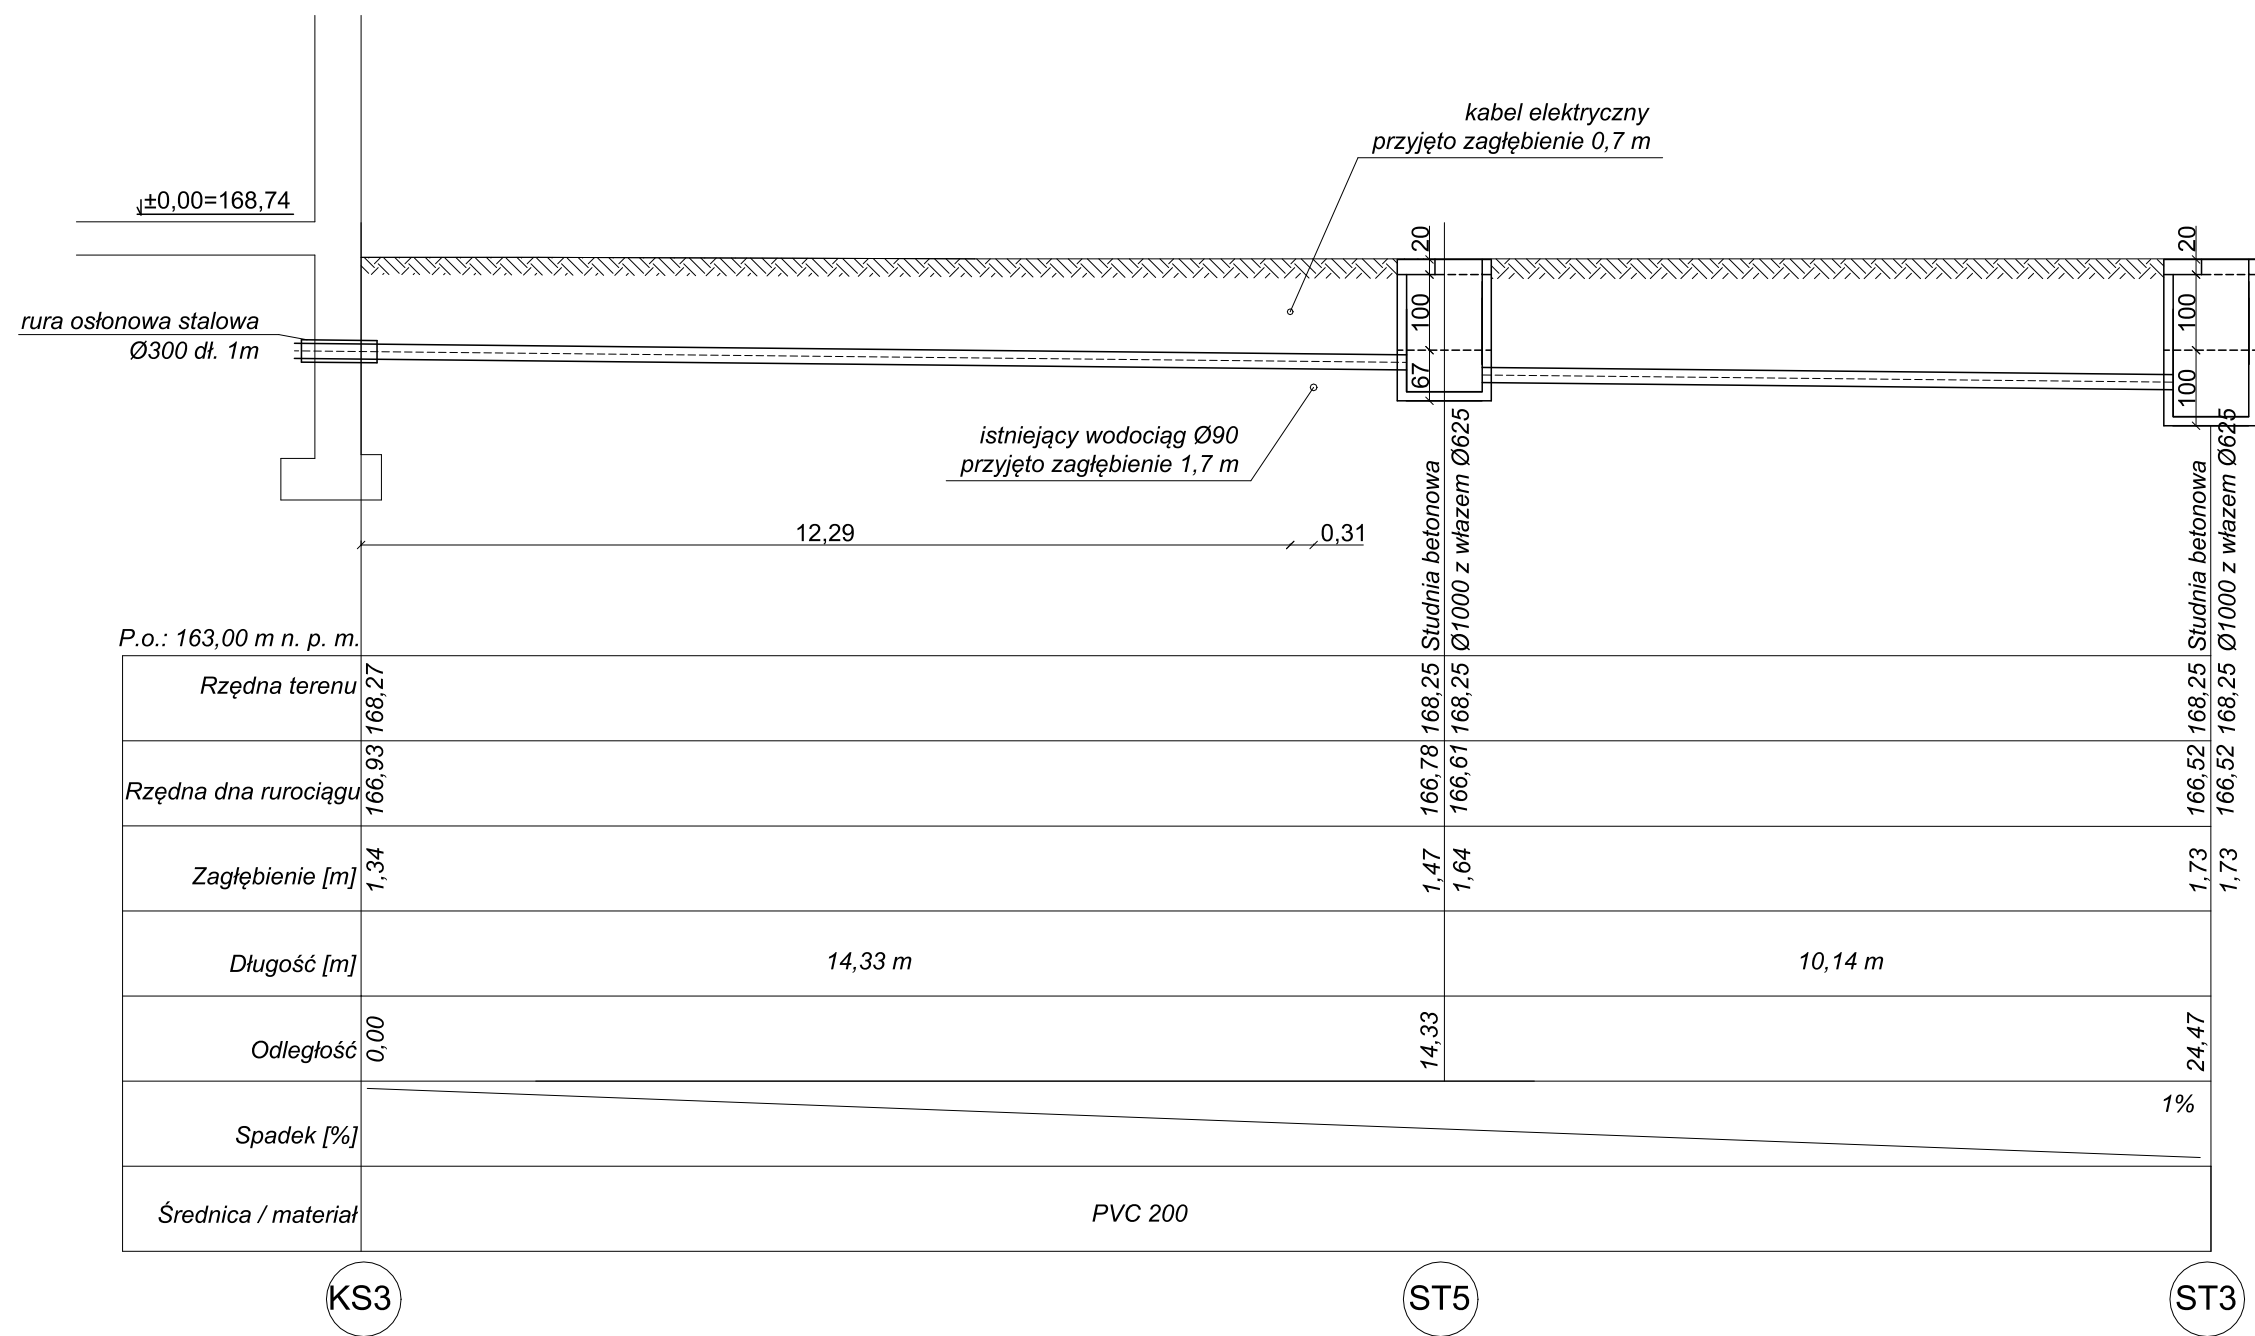 kabel elektryczny
przyjęto zagłębienie 0,7 m
±0,00=168,74
20
20
rura osłonowa stalowa
Ø300 dł. 1m
100
100
67
100
istniejący wodociąg Ø90
przyjęto zagłębienie 1,7 m
12,29
0,31
Studnia betonowa
Ø1000 z włazem Ø625
Studnia betonowa
Ø1000 z włazem Ø625
P.o.: 163,00 m n. p. m.
Rzędna terenu 168,27 168,25 168,25 168,25 168,25
Rzędna dna rurociągu 166,93 166,78 166,61 166,52 166,52
Zagłębienie [m] 1,34 1,47 1,64 1,73 1,73
Długość [m] 14,33 m 10,14 m
Odległość 0,00 14,33 24,47
Spadek [%] 1%
Średnica / materiał PVC 200
KS3 ST5 ST3